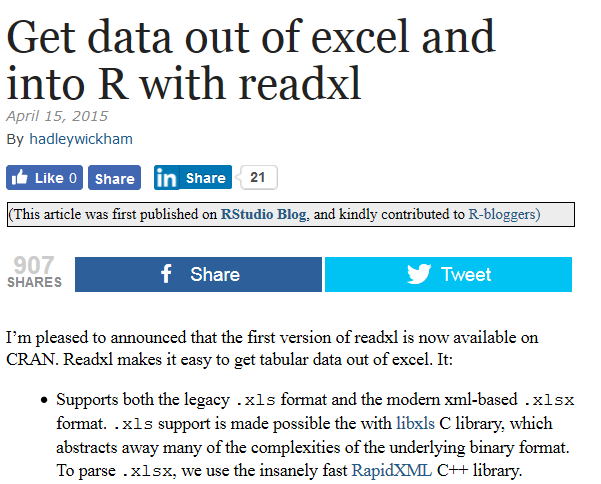 Get data out of excel and
into R with readxl
April 15, 2015
By hadleywickham
Like 0 Share in Share 21
(This article was first published on RStudio Blog, and kindly contributed to R-bloggers)
907
SHARES
f Share Tweet
I’m pleased to announced that the first version of readxl is now available on
CRAN. Readxl makes it easy to get tabular data out of excel. It:
• Supports both the legacy .xls format and the modern xml-based .xlsx
format. .xls support is made possible the with libxls C library, which
abstracts away many of the complexities of the underlying binary format.
To parse .xlsx, we use the insanely fast RapidXML C++ library.